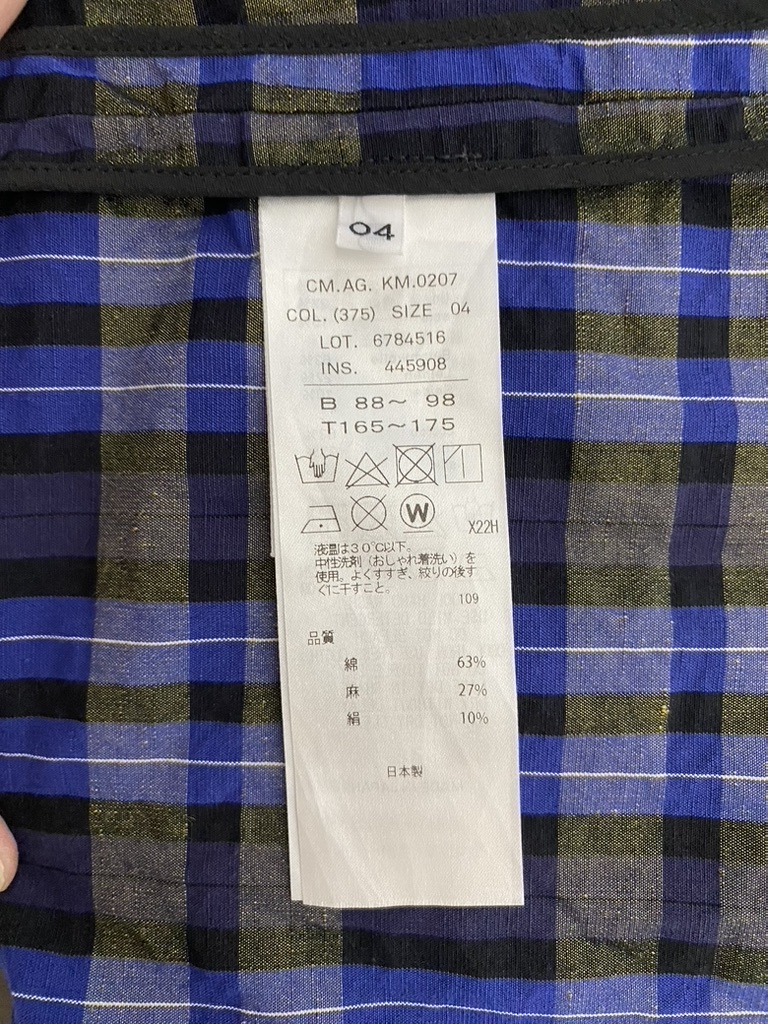 04
CM.AG. KM.0207
COL. (375) SIZE 04
LOT. 6784516
INS. 445908
B 88～ 98
T165～175
W
X22H
液温は30℃以下。
中性洗剤（おしゃれ着洗い）を
使用。よくすすぎ、絞りの後す
ぐに干すこと。
109
品質
綿 63%
麻 27%
絹 10%
日本製